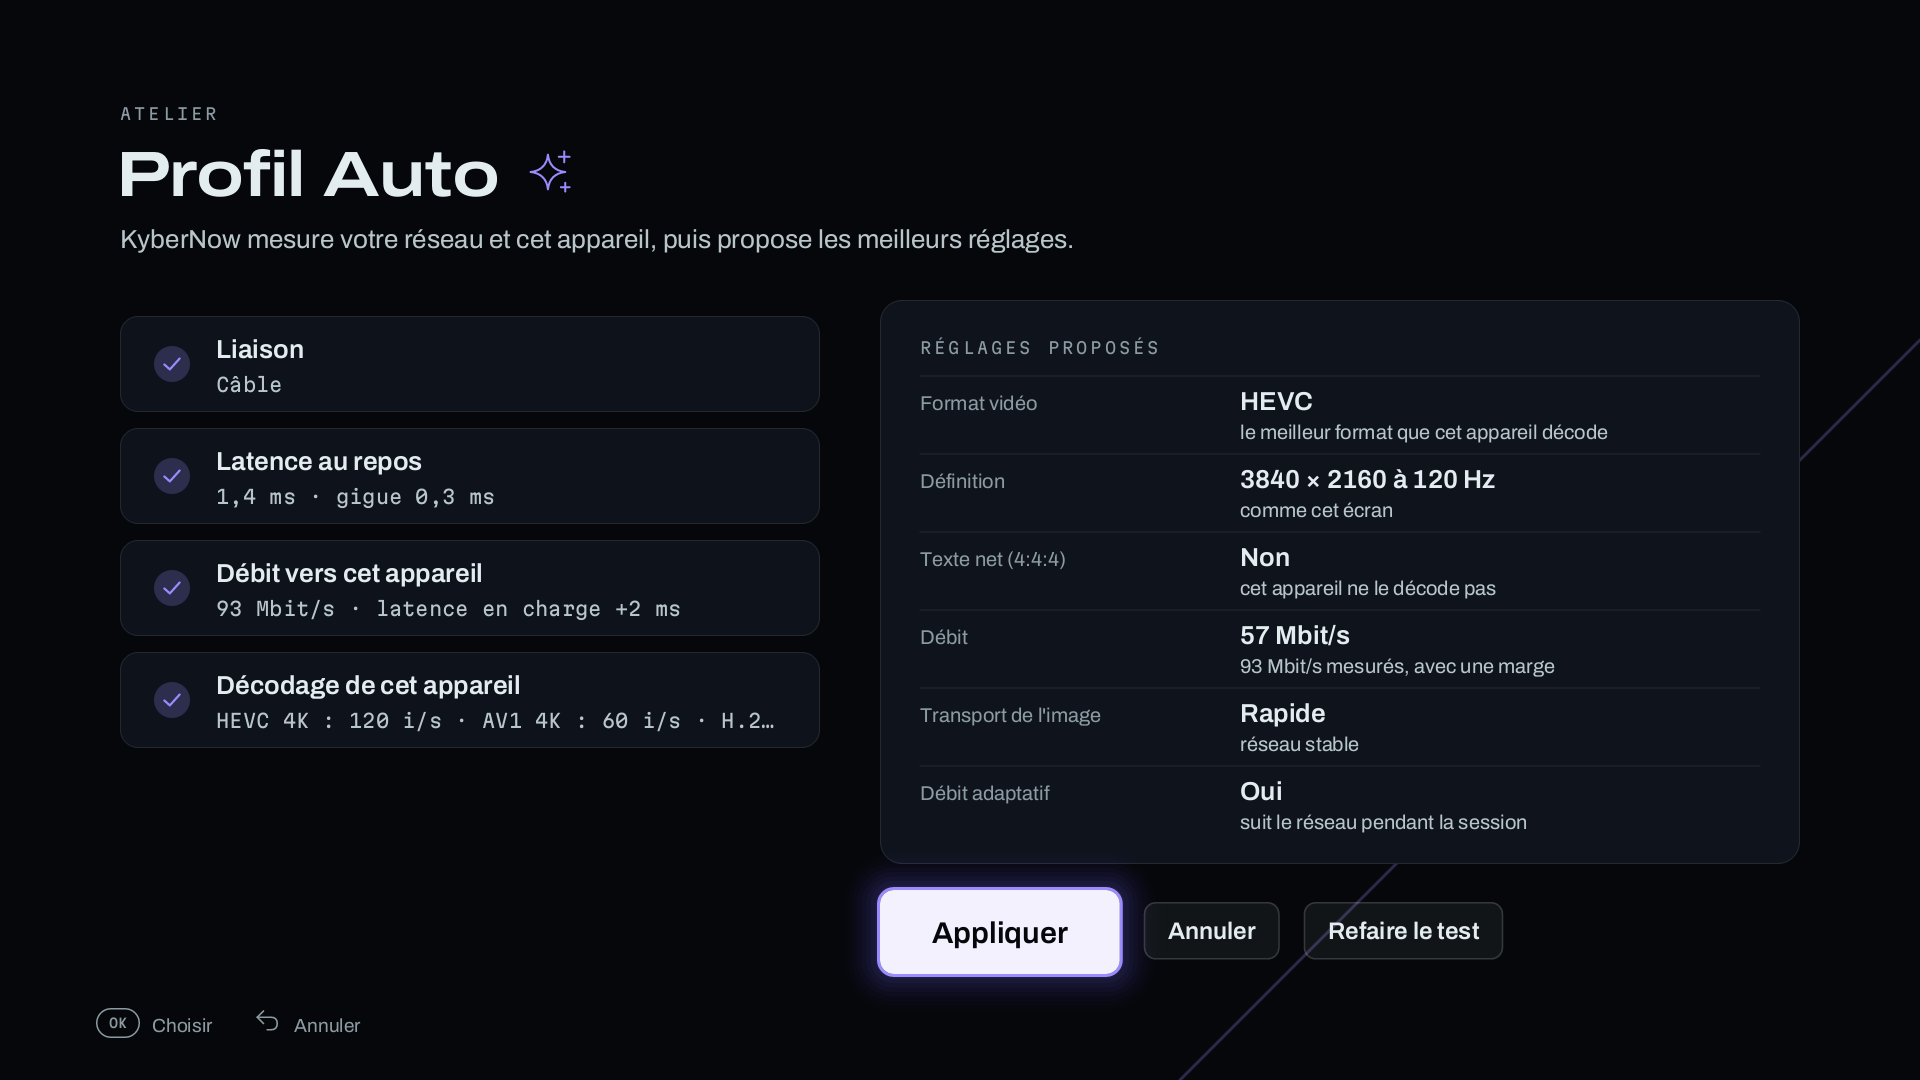 ATELIER
Profil Auto
KyberNow mesure votre réseau et cet appareil, puis propose les meilleurs réglages.
Liaison
Câble
Latence au repos
1,4 ms · gigue 0,3 ms
Débit vers cet appareil
93 Mbit/s · latence en charge +2 ms
Décodage de cet appareil
HEVC 4K : 120 i/s · AV1 4K : 60 i/s · H.2…
RÉGLAGES PROPOSÉS
Format vidéo
HEVC
le meilleur format que cet appareil décode
Définition
3840 × 2160 à 120 Hz
comme cet écran
Texte net (4:4:4)
Non
cet appareil ne le décode pas
Débit
57 Mbit/s
93 Mbit/s mesurés, avec une marge
Transport de l'image
Rapide
réseau stable
Débit adaptatif
Oui
suit le réseau pendant la session
Appliquer
Annuler
Refaire le test
OK Choisir
Annuler